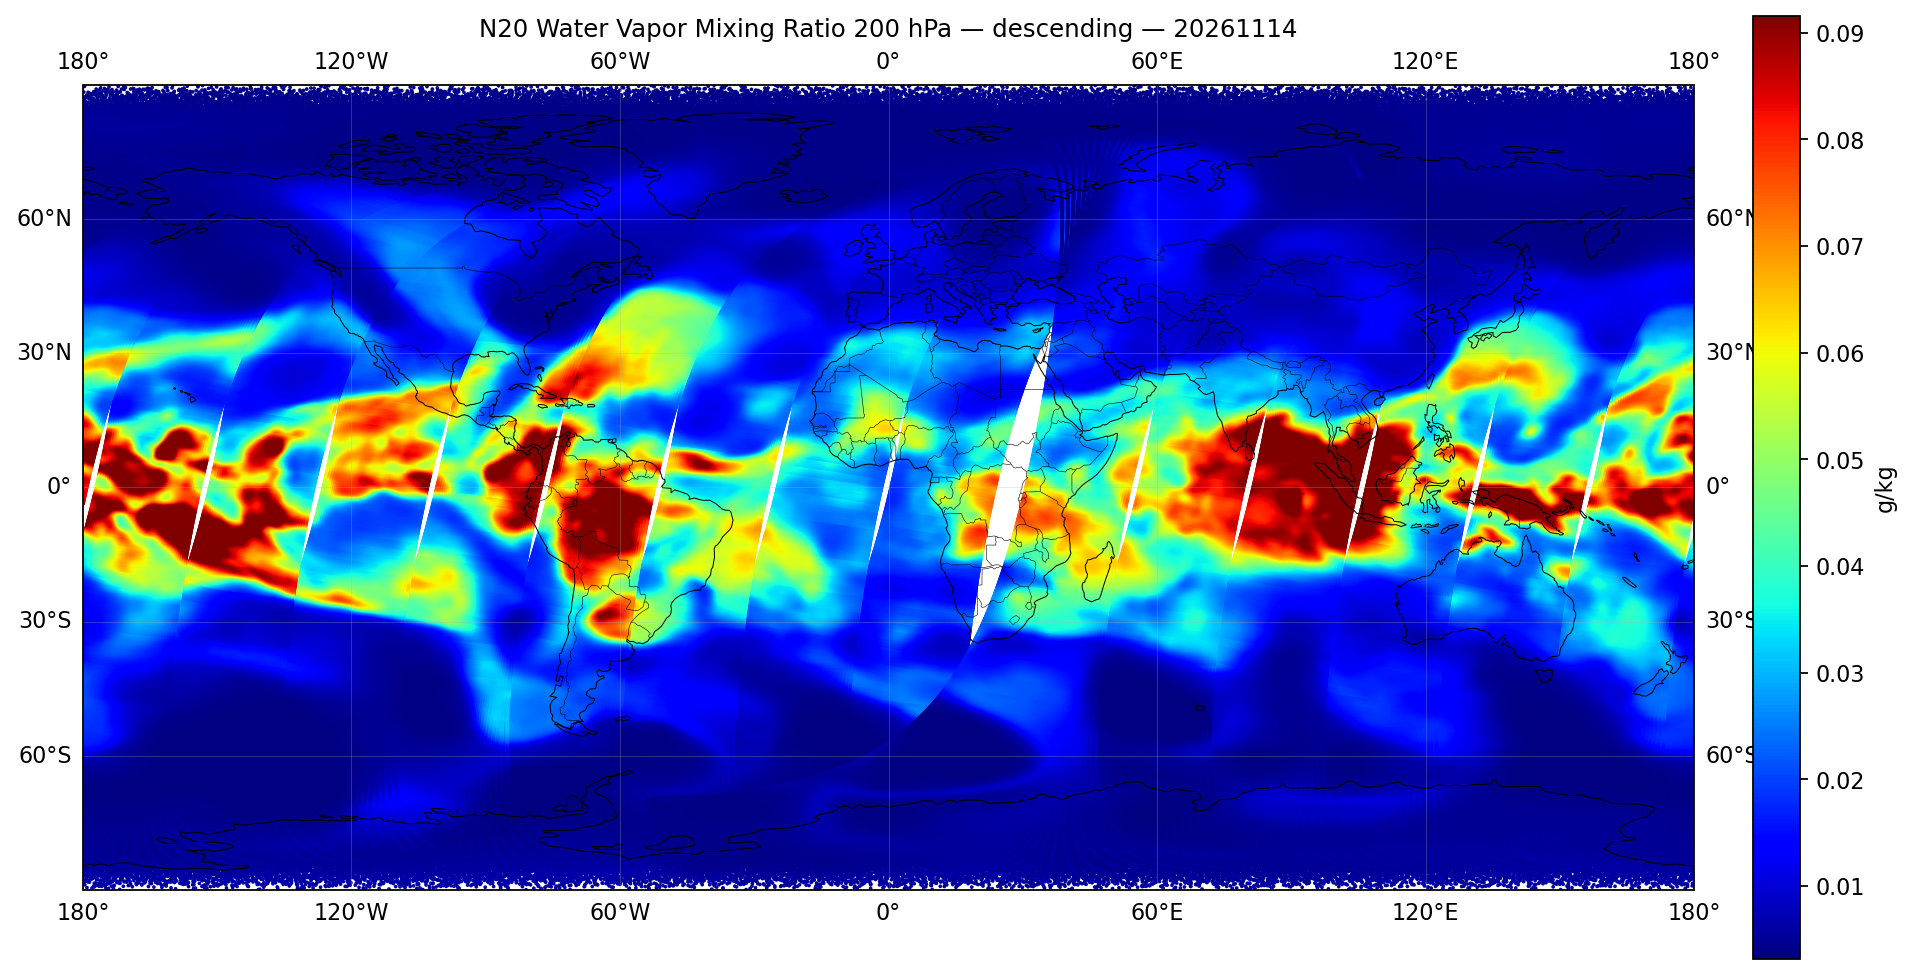 N20 Water Vapor Mixing Ratio 200 hPa — descending — 20261114
180° 120°W 60°W 0° 60°E 120°E 180°
60°N 60°N
30°N 30°N
0° 0°
30°S 30°S
60°S 60°S
180° 120°W 60°W 0° 60°E 120°E 180°
0.09
0.08
0.07
0.06
0.05
0.04
0.03
0.02
0.01
g/kg